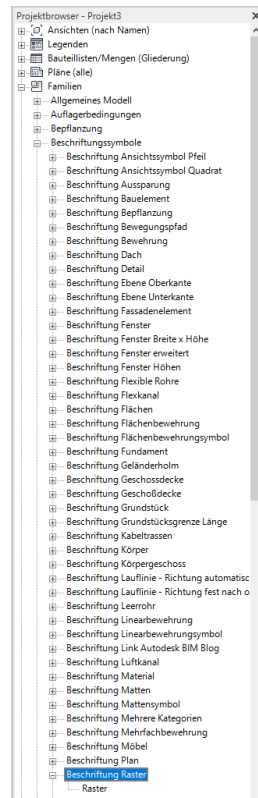 Projektbrowser - Projekt3
Ansichten (nach Namen)
Legenden
Bauteillisten/Mengen (Gliederung)
Pläne (alle)
Familien
Allgemeines Modell
Auflagerbedingungen
Bepflanzung
Beschriftungssymbole
Beschriftung Ansichtssymbol Pfeil
Beschriftung Ansichtssymbol Quadrat
Beschriftung Aussparung
Beschriftung Bauelement
Beschriftung Bepflanzung
Beschriftung Bewegungspfad
Beschriftung Bewehrung
Beschriftung Dach
Beschriftung Detail
Beschriftung Ebene Oberkante
Beschriftung Ebene Unterkante
Beschriftung Fassadenelement
Beschriftung Fenster
Beschriftung Fenster Breite x Höhe
Beschriftung Fenster erweitert
Beschriftung Fenster Höhen
Beschriftung Flexible Rohre
Beschriftung Flexkanal
Beschriftung Flächen
Beschriftung Flächenbewehrung
Beschriftung Flächenbewehrungsymbol
Beschriftung Fundament
Beschriftung Geländerholm
Beschriftung Geschossdecke
Beschriftung Geschoßdecke
Beschriftung Grundstück
Beschriftung Grundstücksgrenze Länge
Beschriftung Kabeltrassen
Beschriftung Körper
Beschriftung Körpergeschoss
Beschriftung Lauflinie - Richtung automatisc
Beschriftung Lauflinie - Richtung fest nach o
Beschriftung Leerrohr
Beschriftung Linearbewehrung
Beschriftung Linearbewehrungsymbol
Beschriftung Link Autodesk BIM Blog
Beschriftung Luftkanal
Beschriftung Material
Beschriftung Matten
Beschriftung Mattensymbol
Beschriftung Mehrere Kategorien
Beschriftung Mehrfachbewehrung
Beschriftung Möbel
Beschriftung Plan
Beschriftung Raster
Raster